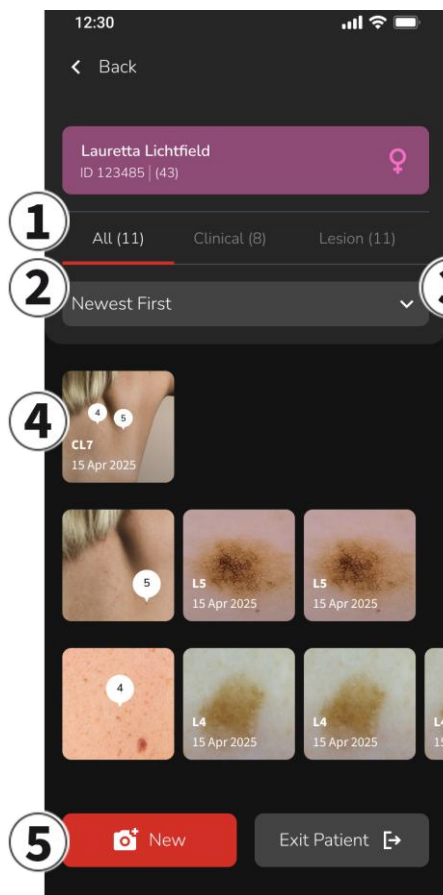 12:30
Back
Lauretta Lichtfield
ID 123485 | (43)
1
All (11) Clinical (8) Lesion (11)
2
Newest First
4
4 5
CL7
15 Apr 2025
5
L5
15 Apr 2025
L5
15 Apr 2025
4
L4
15 Apr 2025
L4
15 Apr 2025
5
New
Exit Patient